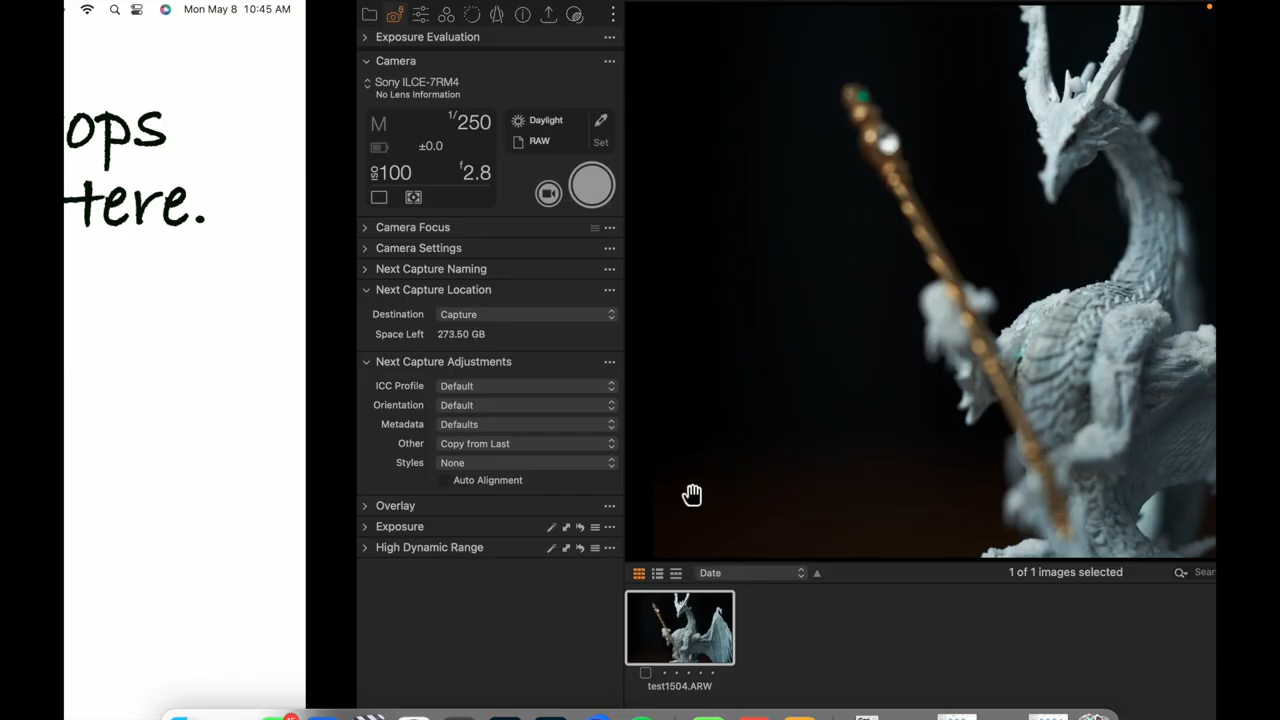 Mon May 8 10:45 AM
ops
tere.
Exposure Evaluation
Camera
Sony ILCE-7RM4
No Lens Information
M
1/250
±0.0
ISO100
f2.8
Daylight
RAW
Set
Camera Focus
Camera Settings
Next Capture Naming
Next Capture Location
Destination Capture
Space Left 273.50 GB
Next Capture Adjustments
ICC Profile Default
Orientation Default
Metadata Defaults
Other Copy from Last
Styles None
Auto Alignment
Overlay
Exposure
High Dynamic Range
Date
1 of 1 images selected
Sear
test1504.ARW